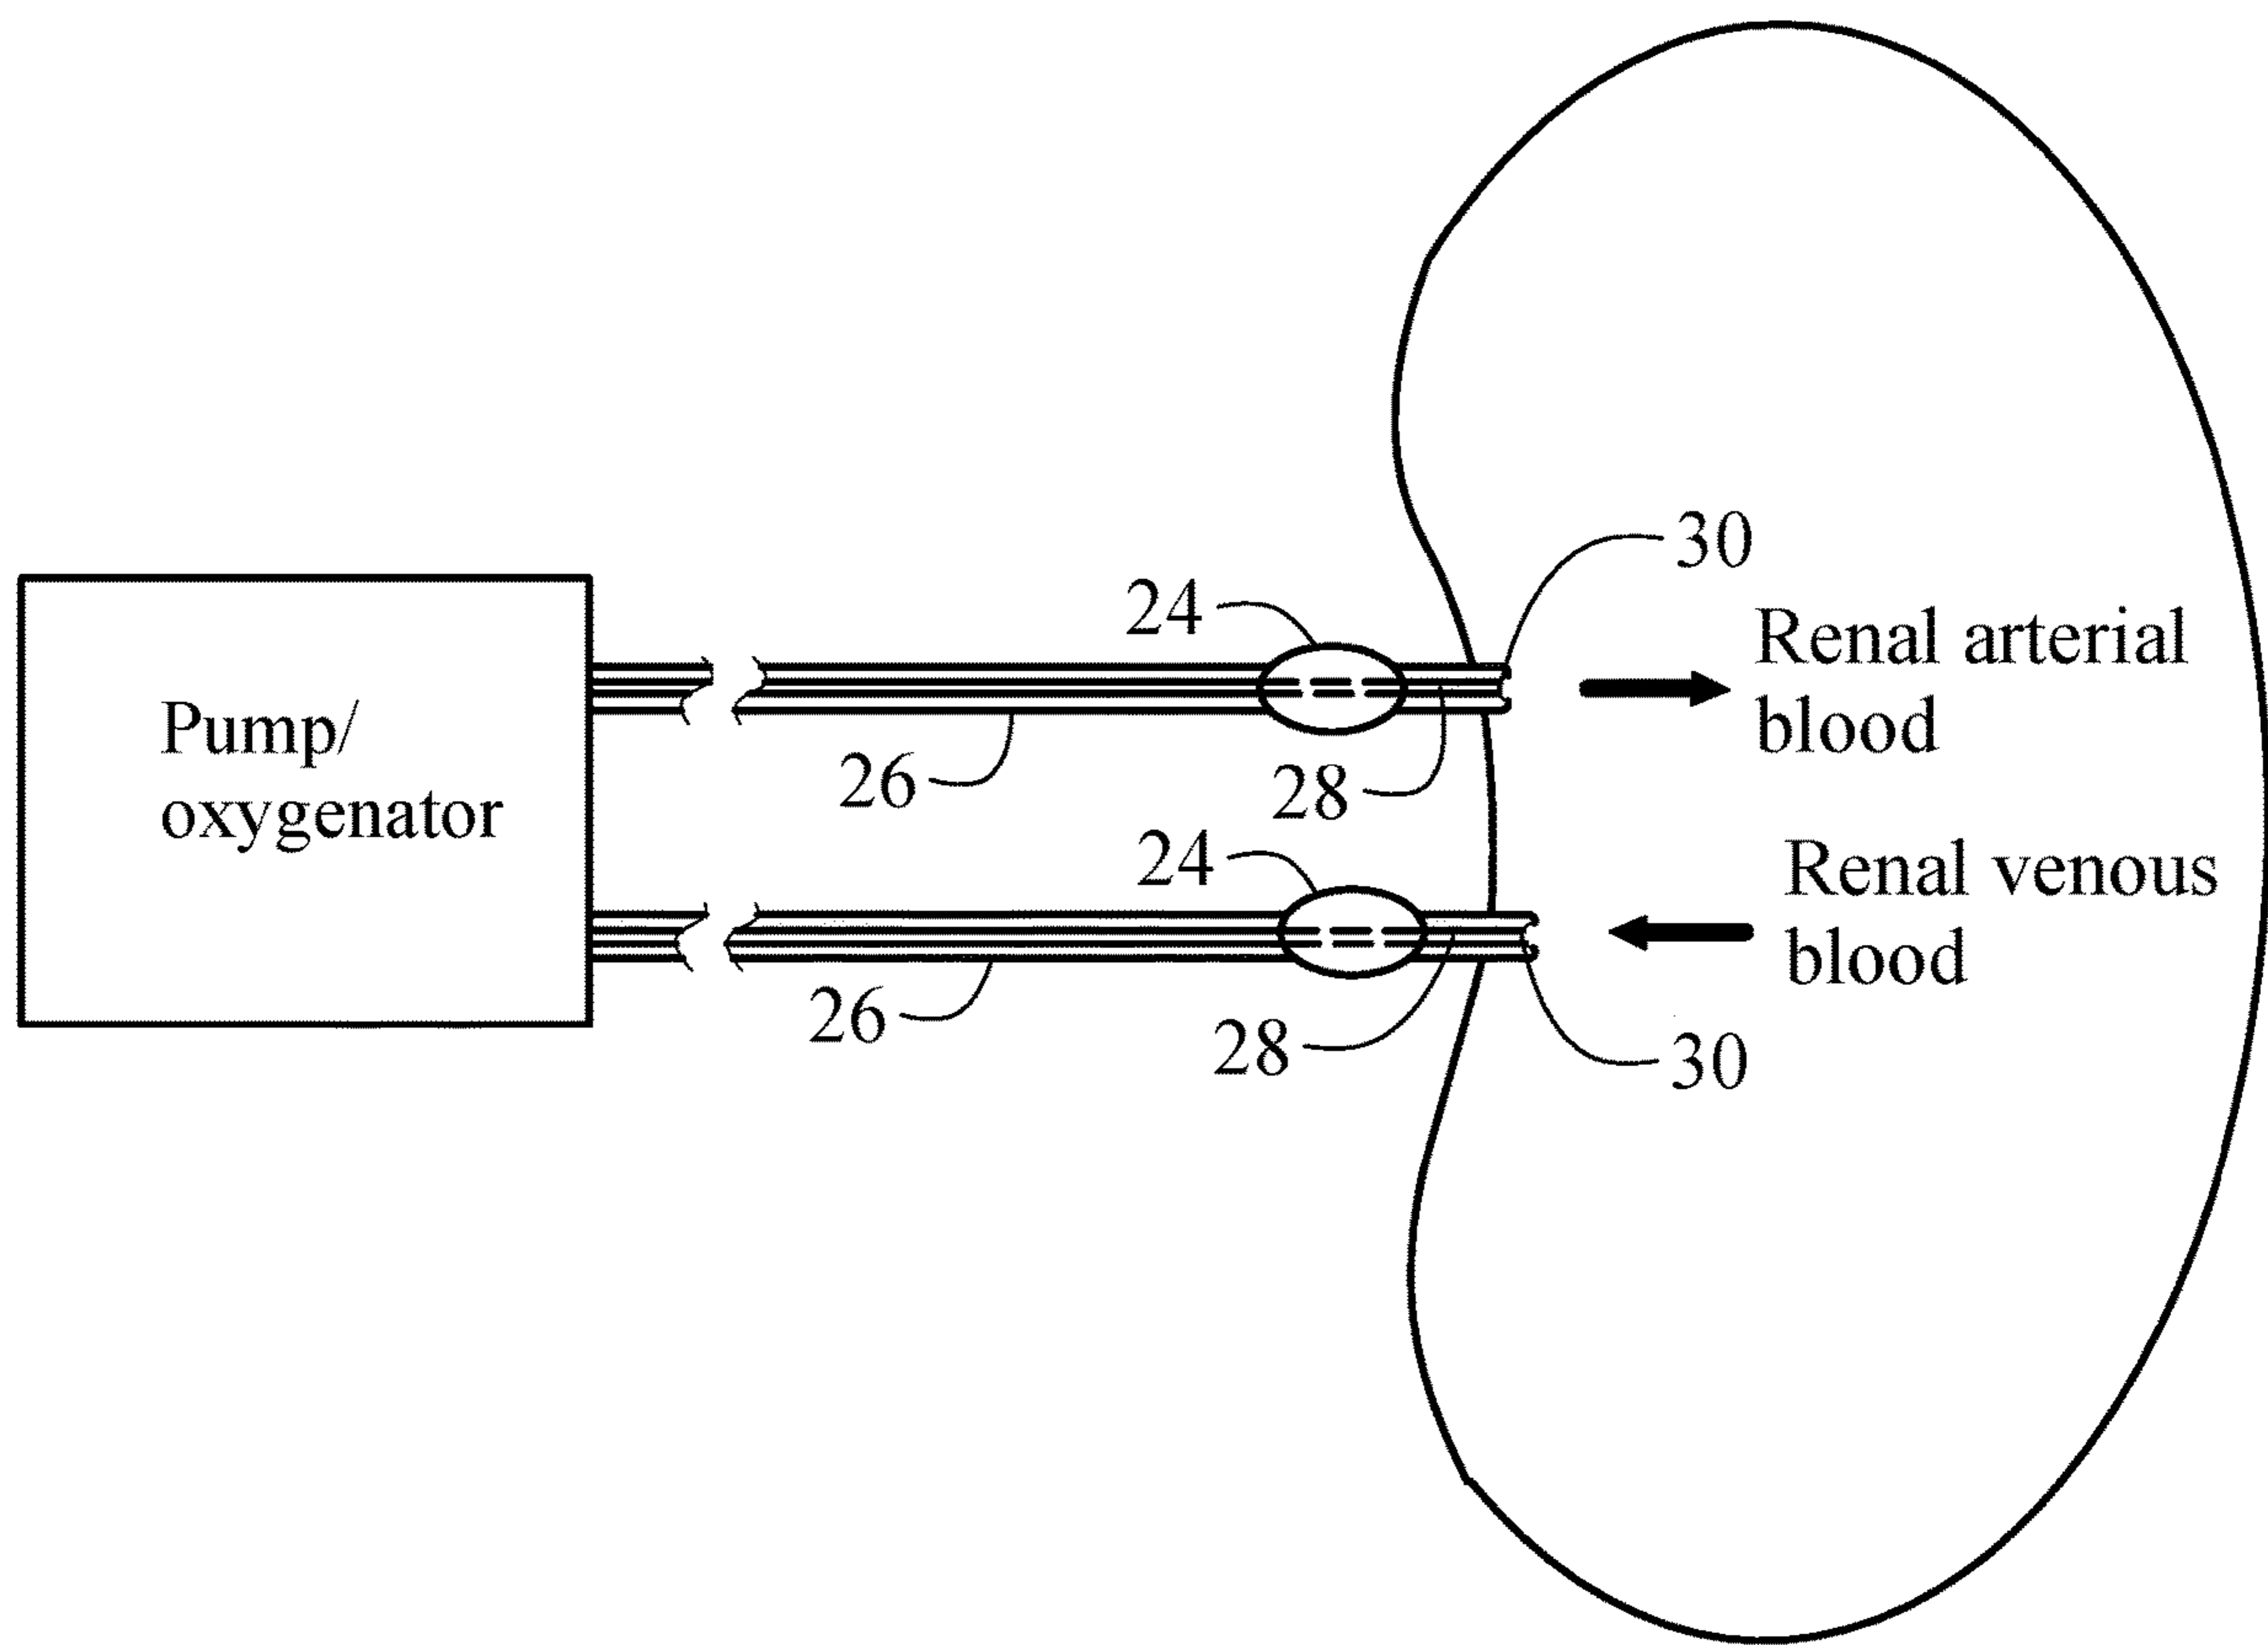 Pump/
oxygenator
24
26
28
30
Renal arterial
blood
24
26
28
30
Renal venous
blood